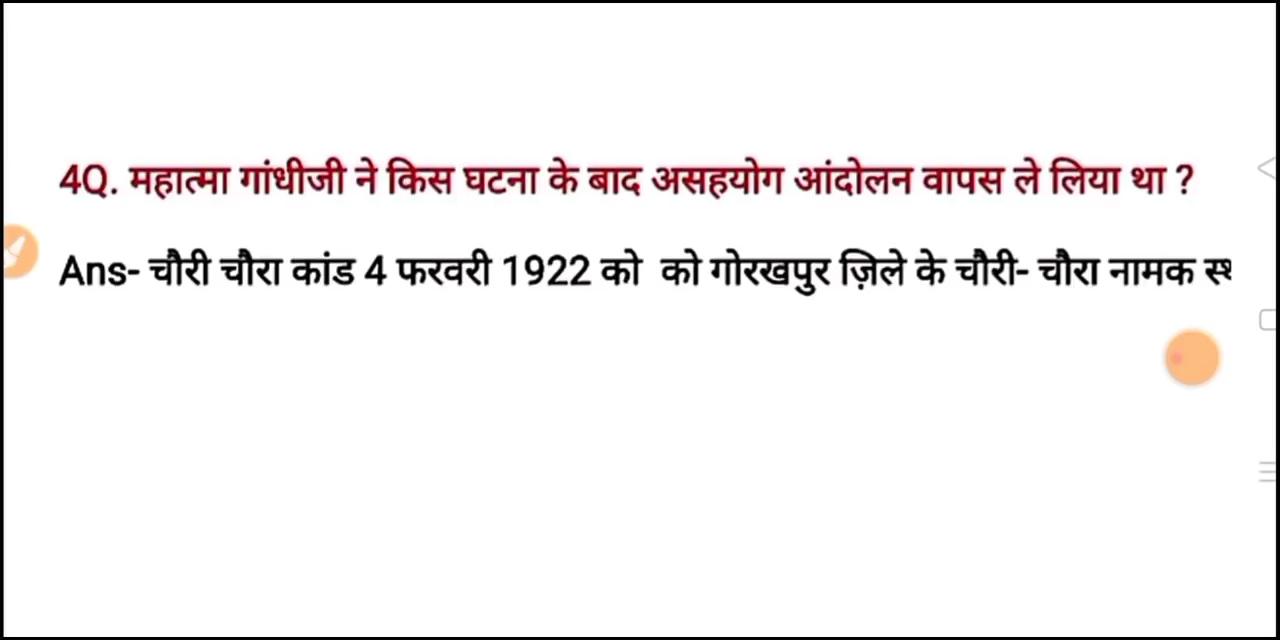 4Q. महात्मा गांधीजी ने किस घटना के बाद असहयोग आंदोलन वापस ले लिया था ?
Ans- चौरी चौरा कांड 4 फरवरी 1922 को को गोरखपुर ज़िले के चौरी- चौरा नामक